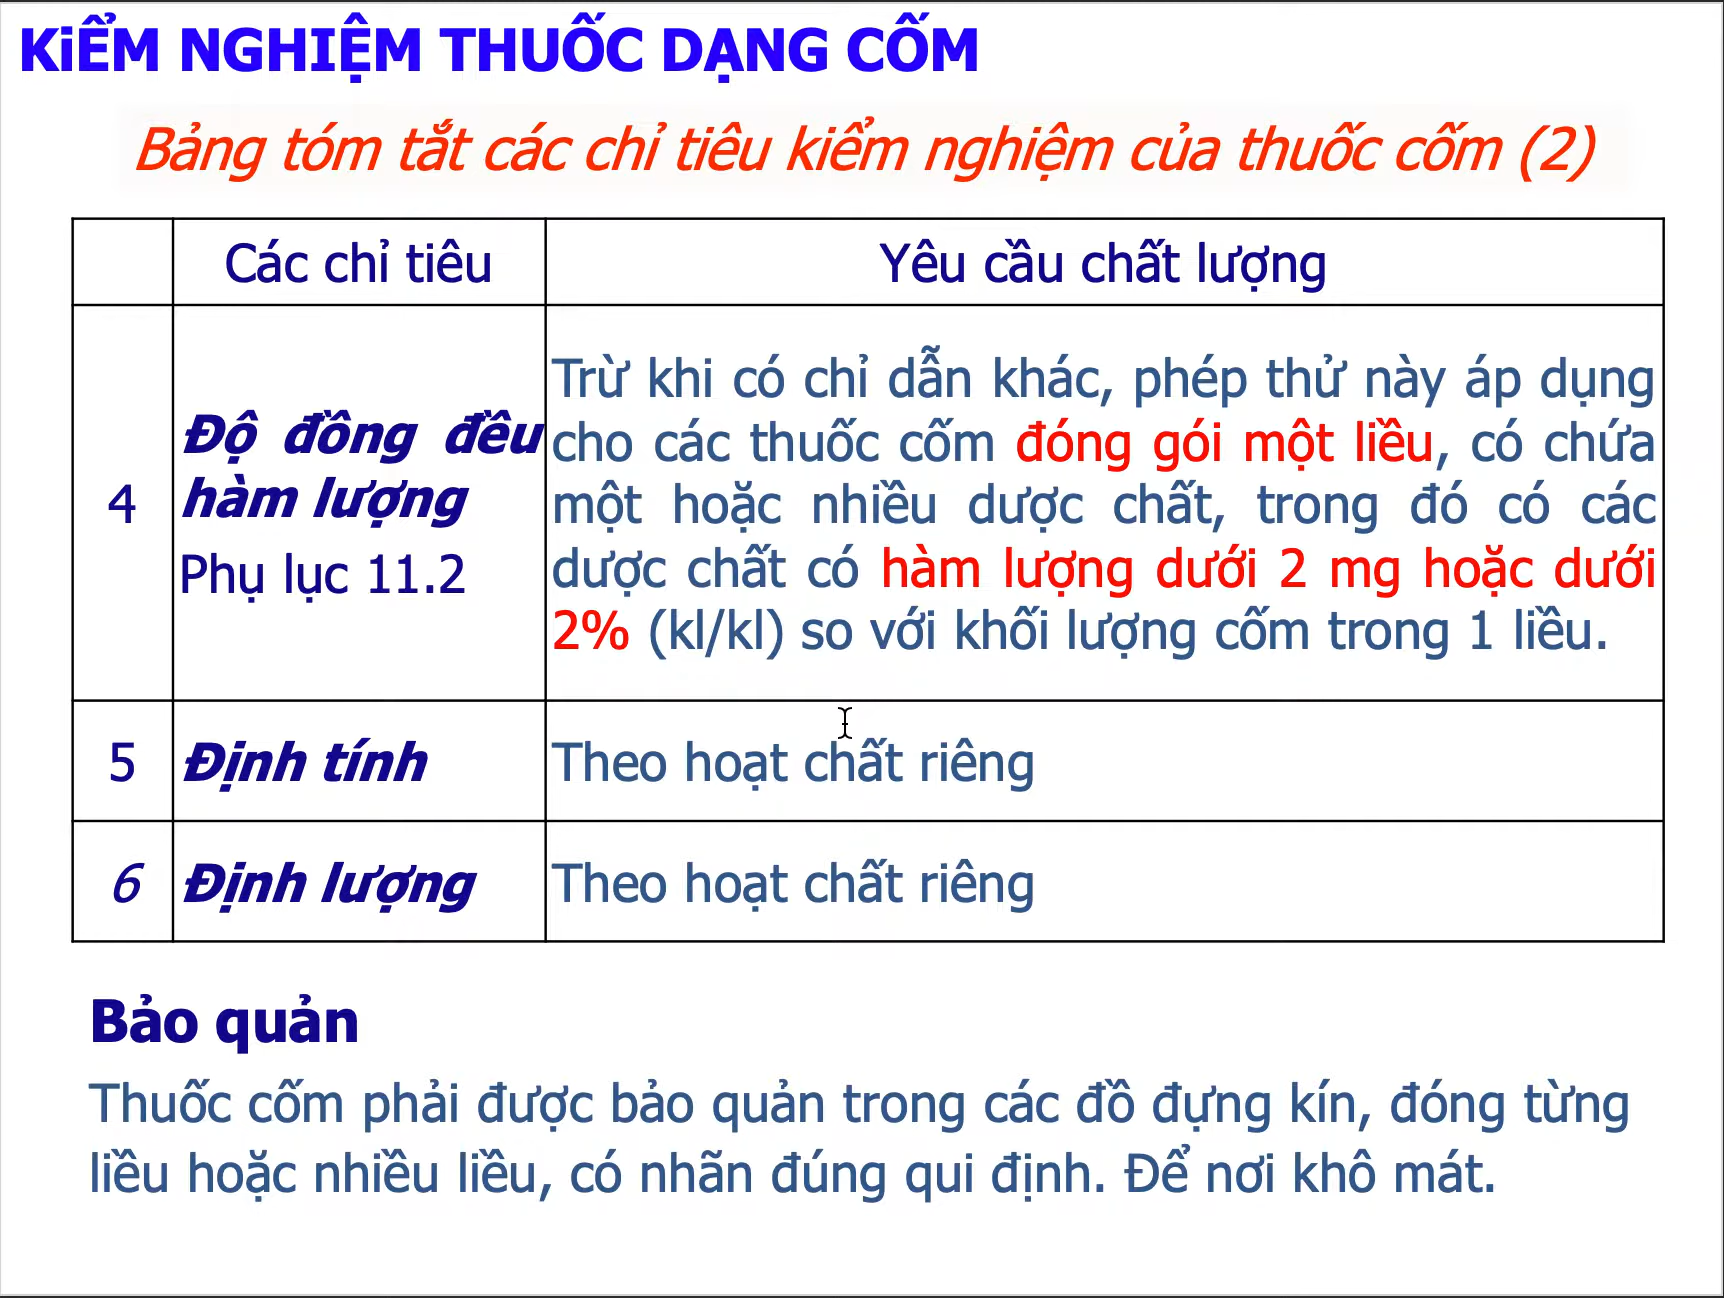 KiỂM NGHIỆM THUỐC DẠNG CỐM
Bảng tóm tắt các chỉ tiêu kiểm nghiệm của thuốc cốm (2)
Các chỉ tiêu
Yêu cầu chất lượng
4
Độ đồng đều
hàm lượng
Phụ lục 11.2
Trừ khi có chỉ dẫn khác, phép thử này áp dụng
cho các thuốc cốm đóng gói một liều, có chứa
một hoặc nhiều dược chất, trong đó có các
dược chất có hàm lượng dưới 2 mg hoặc dưới
2% (kl/kl) so với khối lượng cốm trong 1 liều.
5
Định tính
Theo hoạt chất riêng
6
Định lượng
Theo hoạt chất riêng
Bảo quản
Thuốc cốm phải được bảo quản trong các đồ đựng kín, đóng từng
liều hoặc nhiều liều, có nhãn đúng qui định. Để nơi khô mát.